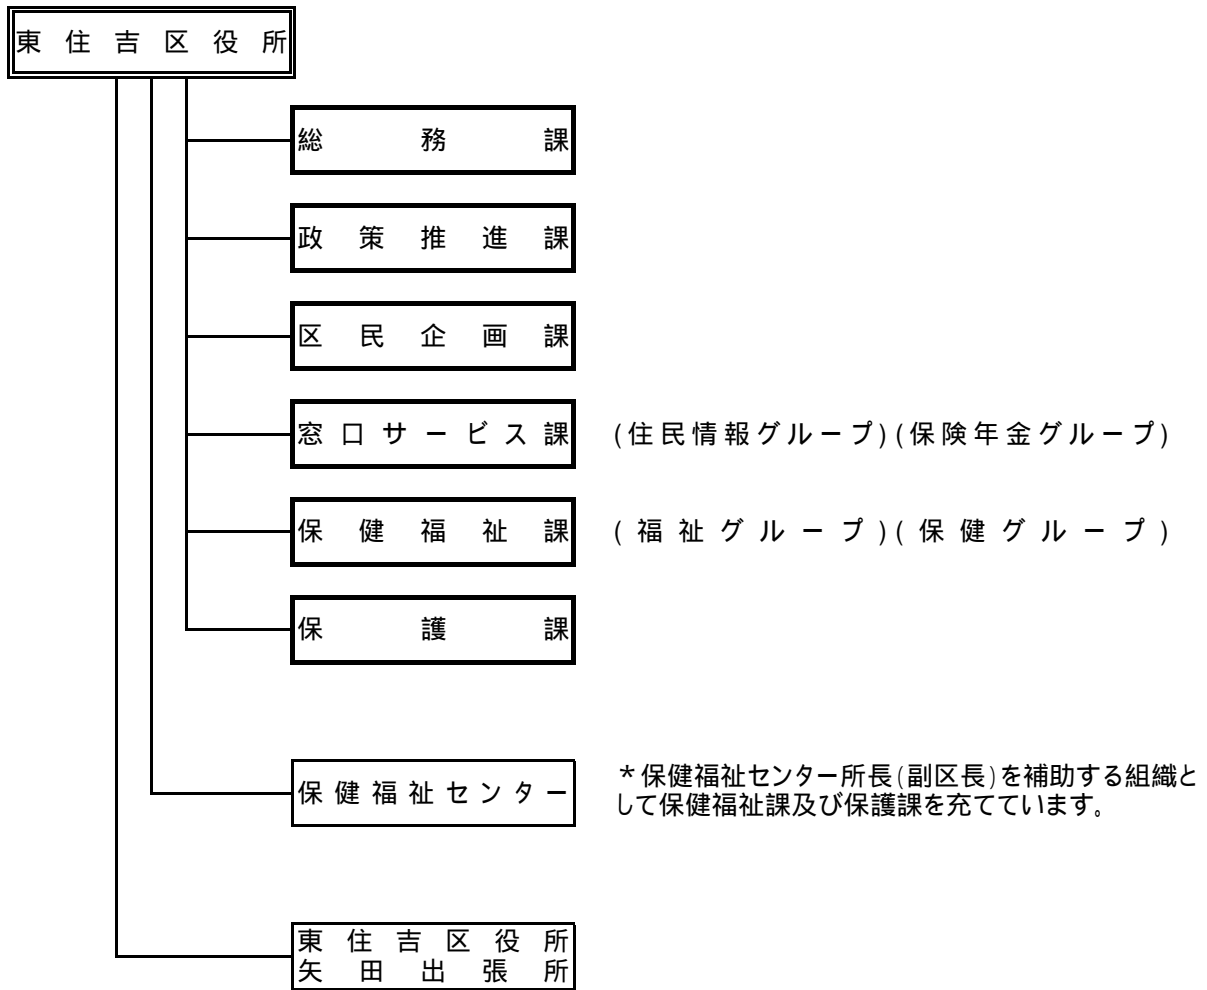 東住吉区役所
総務課
政策推進課
区民企画課
窓口サービス課 (住民情報グループ)(保険年金グループ)
保健福祉課 (福祉グループ)(保健グループ)
保護課
保健福祉センター
*保健福祉センター所長(副区長)を補助する組織と
して保健福祉課及び保護課を充てています。
東住吉区役所
矢田出張所